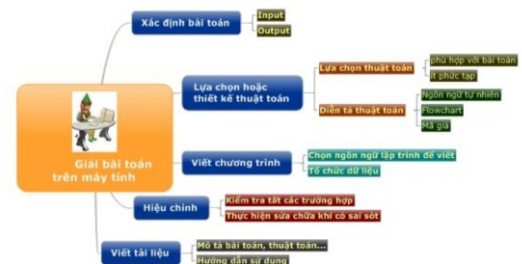 Xác định bài toán
Input
Output
Lựa chọn hoặc
thiết kế thuật toán
Lựa chọn thuật toán
phù hợp với bài toán
ít phức tạp
Diễn tả thuật toán
Ngôn ngữ tự nhiên
Flowchart
Mã giả
Giải bài toán
trên máy tính
Viết chương trình
Chọn ngôn ngữ lập trình để viết
Tổ chức dữ liệu
Hiệu chỉnh
Kiểm tra tất các trường hợp
Thực hiện sửa chữa khi có sai sót
Viết tài liệu
Mô tả bài toán, thuật toán...
Hướng dẫn sử dụng